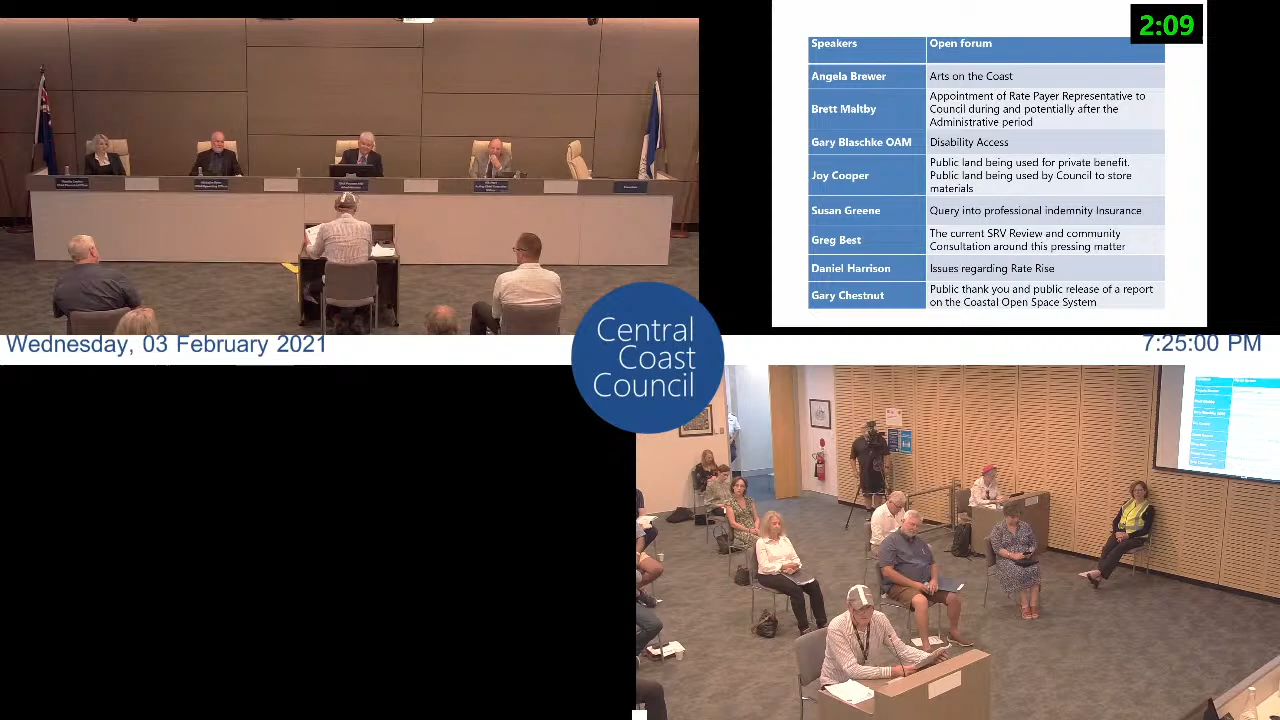 2:09
Speakers Open forum
Angela Brewer Arts on the Coast
Brett Maltby Appointment of Rate Payer Representative to
Council during and potentially after the
Administrative period
Gary Blaschke OAM Disability Access
Joy Cooper Public land being used for private benefit.
Public land being used by Council to store
materials
Susan Greene Query into professional indemnity Insurance
Greg Best The current SRV Review and community
Consultation around this pressing matter
Daniel Harrison Issues regarding Rate Rise
Gary Chestnut Public thank you and public release of a report
on the Coastal Open Space System
Wednesday, 03 February 2021
7:25:00 PM
Central
Coast
Council